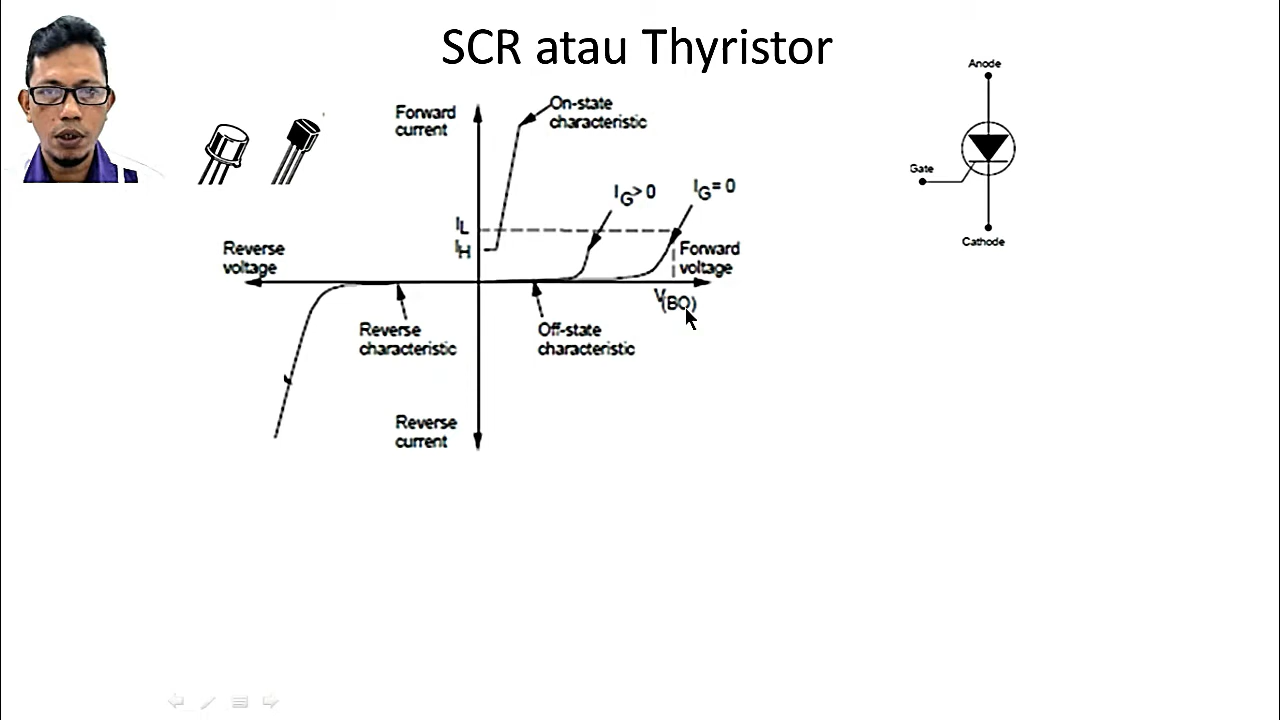 SCR atau Thyristor
Anode
Gate
Cathode
Forward
current
On-state
characteristic
IG>0
IG=0
IL
IH
Reverse
voltage
Forward
voltage
V(BO)
Reverse
characteristic
Off-state
characteristic
Reverse
current